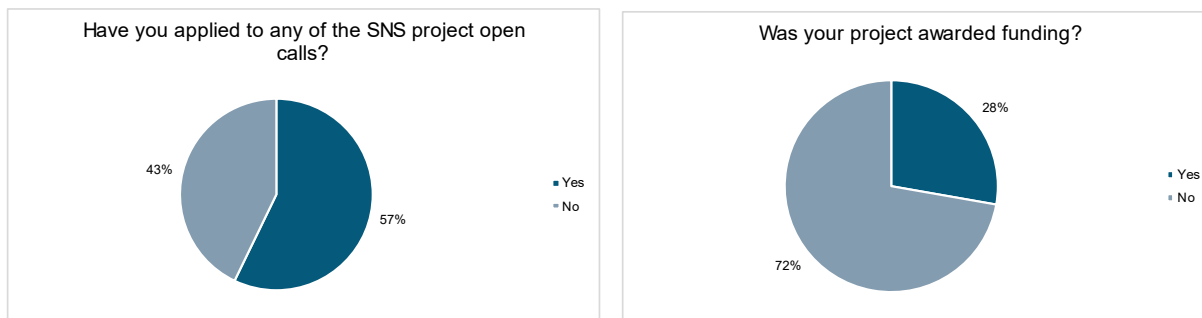 Have you applied to any of the SNS project open
calls?
43%
57%
Yes
No
Was your project awarded funding?
28%
72%
Yes
No